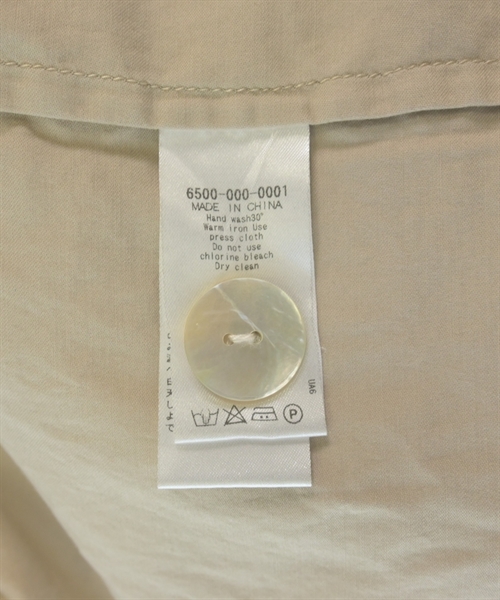 6500-000-0001
MADE IN CHINA
Hand wash30°
Warm iron Use
press cloth
Do not use
chlorine bleach
Dry clean
UA6
P